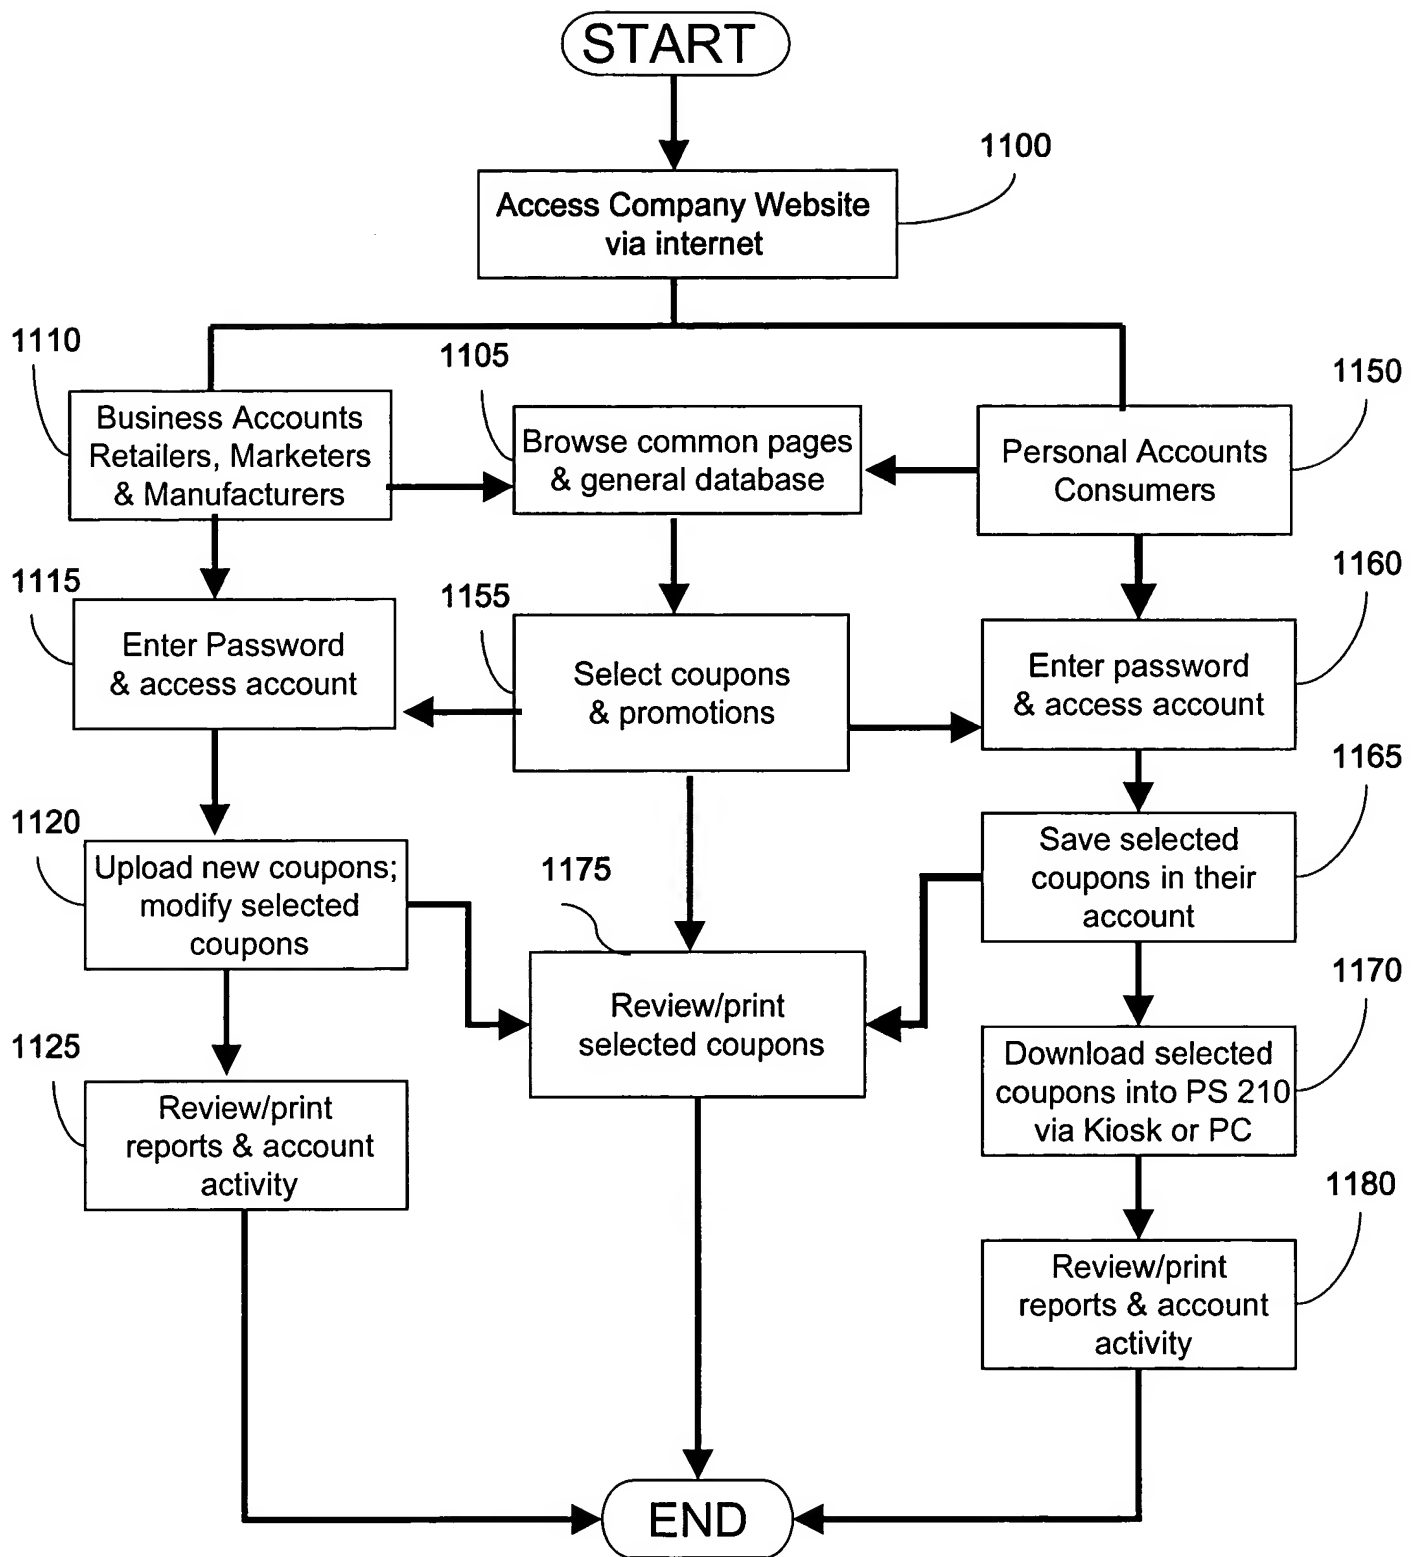 START
1100
Access Company Website
via internet
1110
Business Accounts
Retailers, Marketers
& Manufacturers
1105
Browse common pages
& general database
1150
Personal Accounts
Consumers
1115
Enter Password
& access account
1155
Select coupons
& promotions
1160
Enter password
& access account
1120
Upload new coupons;
modify selected
coupons
1175
Review/print
selected coupons
1165
Save selected
coupons in their
account
1170
Download selected
coupons into PS 210
via Kiosk or PC
1125
Review/print
reports & account
activity
1180
Review/print
reports & account
activity
END